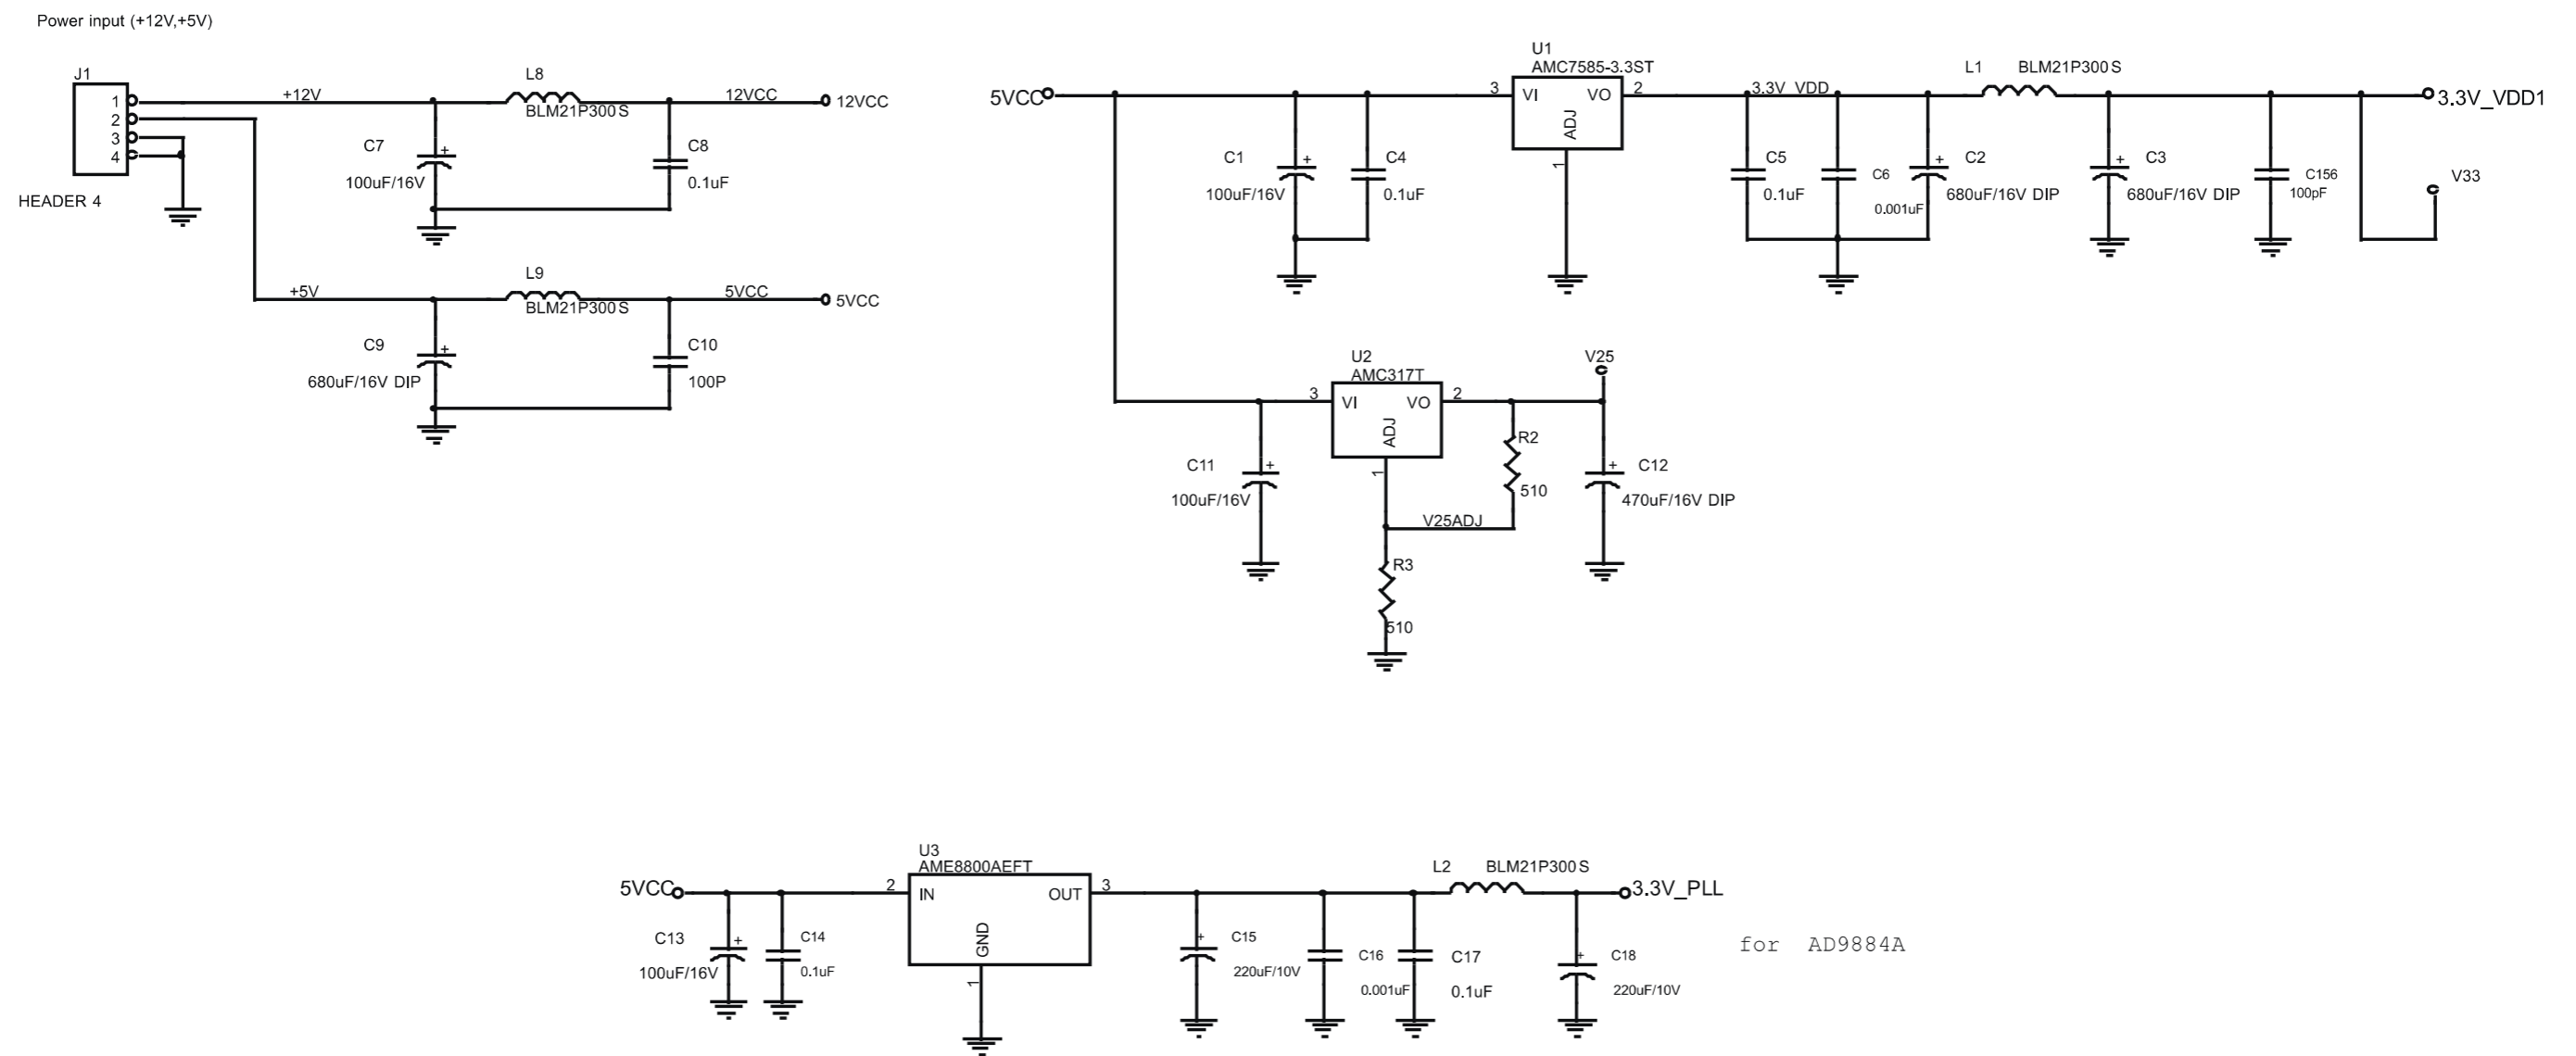 Power input (+12V,+5V)
J1
1
2
3
4
HEADER 4
+12V
L8
BLM21P300S
12VCC
12VCC
C7
100uF/16V
C8
0.1uF
+5V
L9
BLM21P300S
5VCC
5VCC
C9
680uF/16V DIP
C10
100P
5VCC
C1
100uF/16V
C4
0.1uF
U1
AMC7585-3.3ST
3
VI
VO
2
ADJ
1
3.3V_VDD
C5
0.1uF
C6
0.001uF
C2
680uF/16V DIP
L1
BLM21P300S
C3
680uF/16V DIP
C156
100pF
3.3V_VDD1
V33
U2
AMC317T
3
VI
VO
2
ADJ
1
V25
C11
100uF/16V
R2
510
C12
470uF/16V DIP
V25ADJ
R3
510
5VCC
C13
100uF/16V
C14
0.1uF
U3
AME8800AEFT
2
IN
OUT
3
GND
1
C15
220uF/10V
C16
0.001uF
C17
0.1uF
L2
BLM21P300S
C18
220uF/10V
3.3V_PLL
for AD9884A